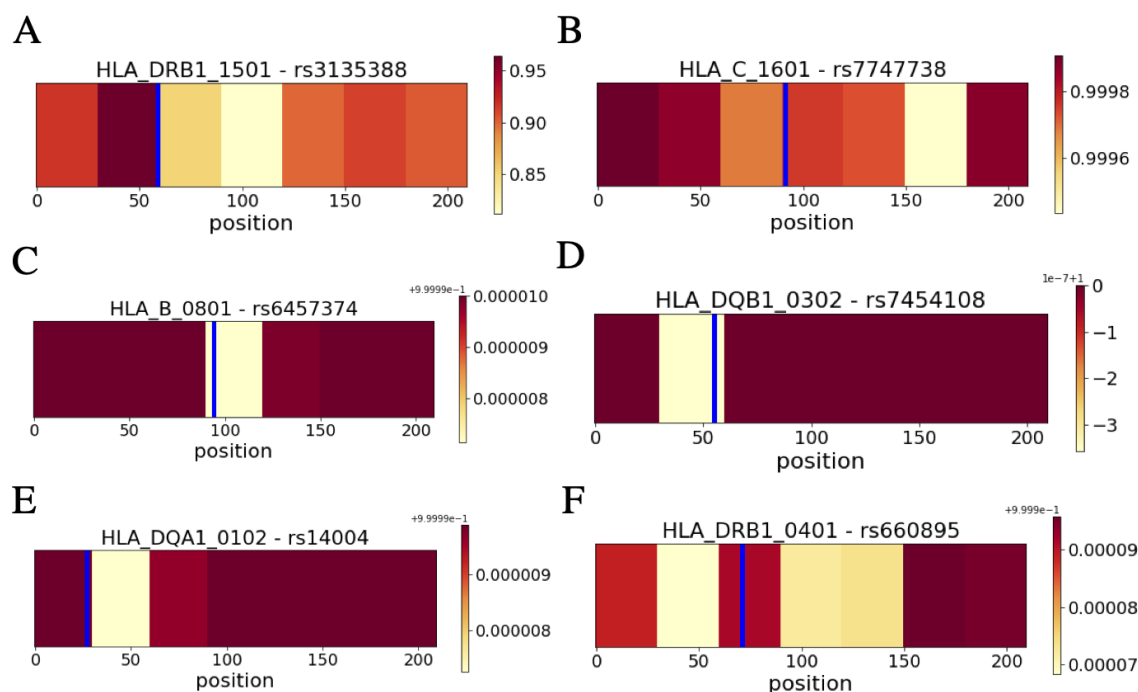 A
HLA_DRB1_1501 - rs3135388
0.95
0.90
0.85
0 50 100 150 200
position
B
HLA_C_1601 - rs7747738
0.9998
0.9996
0 50 100 150 200
position
C
HLA_B_0801 - rs6457374
+9.9999e-1
0.000010
0.000009
0.000008
0 50 100 150 200
position
D
HLA_DQB1_0302 - rs7454108
1e-7+1
0
−1
−2
−3
0 50 100 150 200
position
E
HLA_DQA1_0102 - rs14004
+9.9999e-1
0.000009
0.000008
0 50 100 150 200
position
F
HLA_DRB1_0401 - rs660895
+9.999e-1
0.00009
0.00008
0.00007
0 50 100 150 200
position